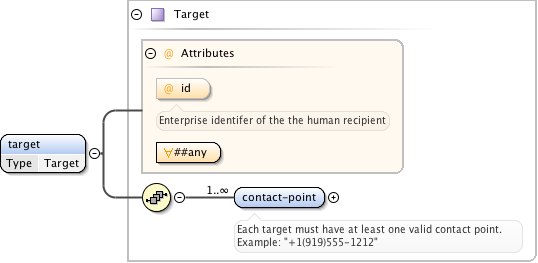 Target
@ Attributes
@ id
Enterprise identifer of the the human recipient
∀##any
target
Type Target
1..∞
contact-point
Each target must have at least one valid contact point.
Example: "+1(919)555-1212"